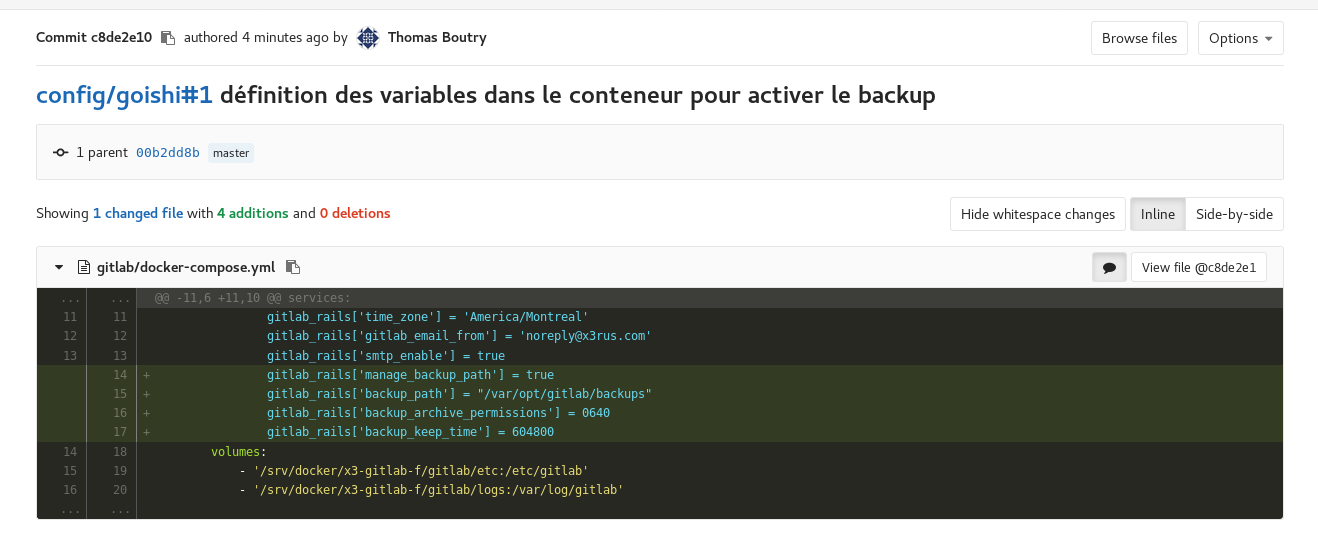 Commit c8de2e10 authored 4 minutes ago by Thomas Boutry Browse files Options
config/goishi#1 définition des variables dans le conteneur pour activer le backup
1 parent 00b2dd8b master
Showing 1 changed file with 4 additions and 0 deletions Hide whitespace changes Inline Side-by-side
gitlab/docker-compose.yml View file @c8de2e1
... ... @@ -11,6 +11,10 @@ services:
11 11 gitlab_rails['time_zone'] = 'America/Montreal'
12 12 gitlab_rails['gitlab_email_from'] = 'noreply@x3rus.com'
13 13 gitlab_rails['smtp_enable'] = true
14 + gitlab_rails['manage_backup_path'] = true
15 + gitlab_rails['backup_path'] = "/var/opt/gitlab/backups"
16 + gitlab_rails['backup_archive_permissions'] = 0640
17 + gitlab_rails['backup_keep_time'] = 604800
14 18 volumes:
15 19 - '/srv/docker/x3-gitlab-f/gitlab/etc:/etc/gitlab'
16 20 - '/srv/docker/x3-gitlab-f/gitlab/logs:/var/log/gitlab'
... ...